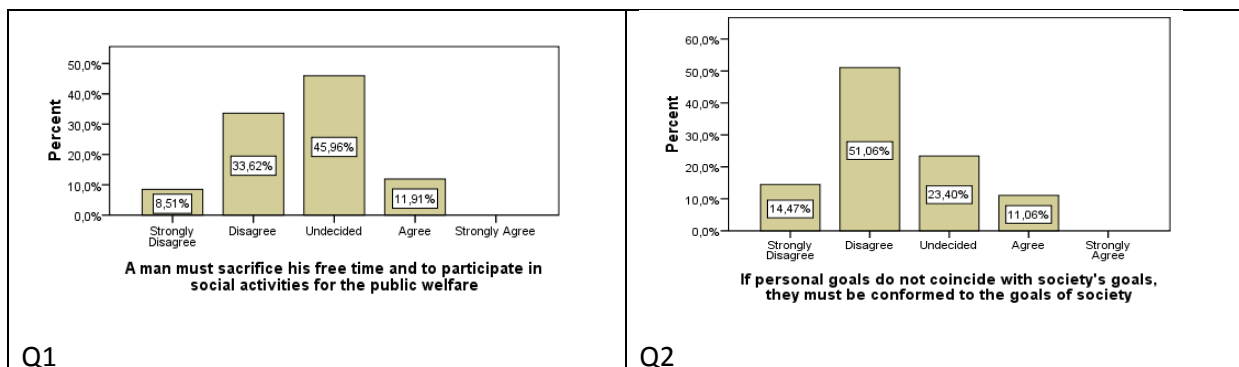 50,0%
40,0%
30,0%
20,0%
10,0%
0,0%
Percent
8,51%
33,62%
45,96%
11,91%
Strongly Disagree
Disagree
Undecided
Agree
Strongly Agree
A man must sacrifice his free time and to participate in
social activities for the public welfare
Q1
60,0%
50,0%
40,0%
30,0%
20,0%
10,0%
0,0%
Percent
14,47%
51,06%
23,40%
11,06%
Strongly Disagree
Disagree
Undecided
Agree
Strongly Agree
If personal goals do not coincide with society's goals,
they must be conformed to the goals of society
Q2